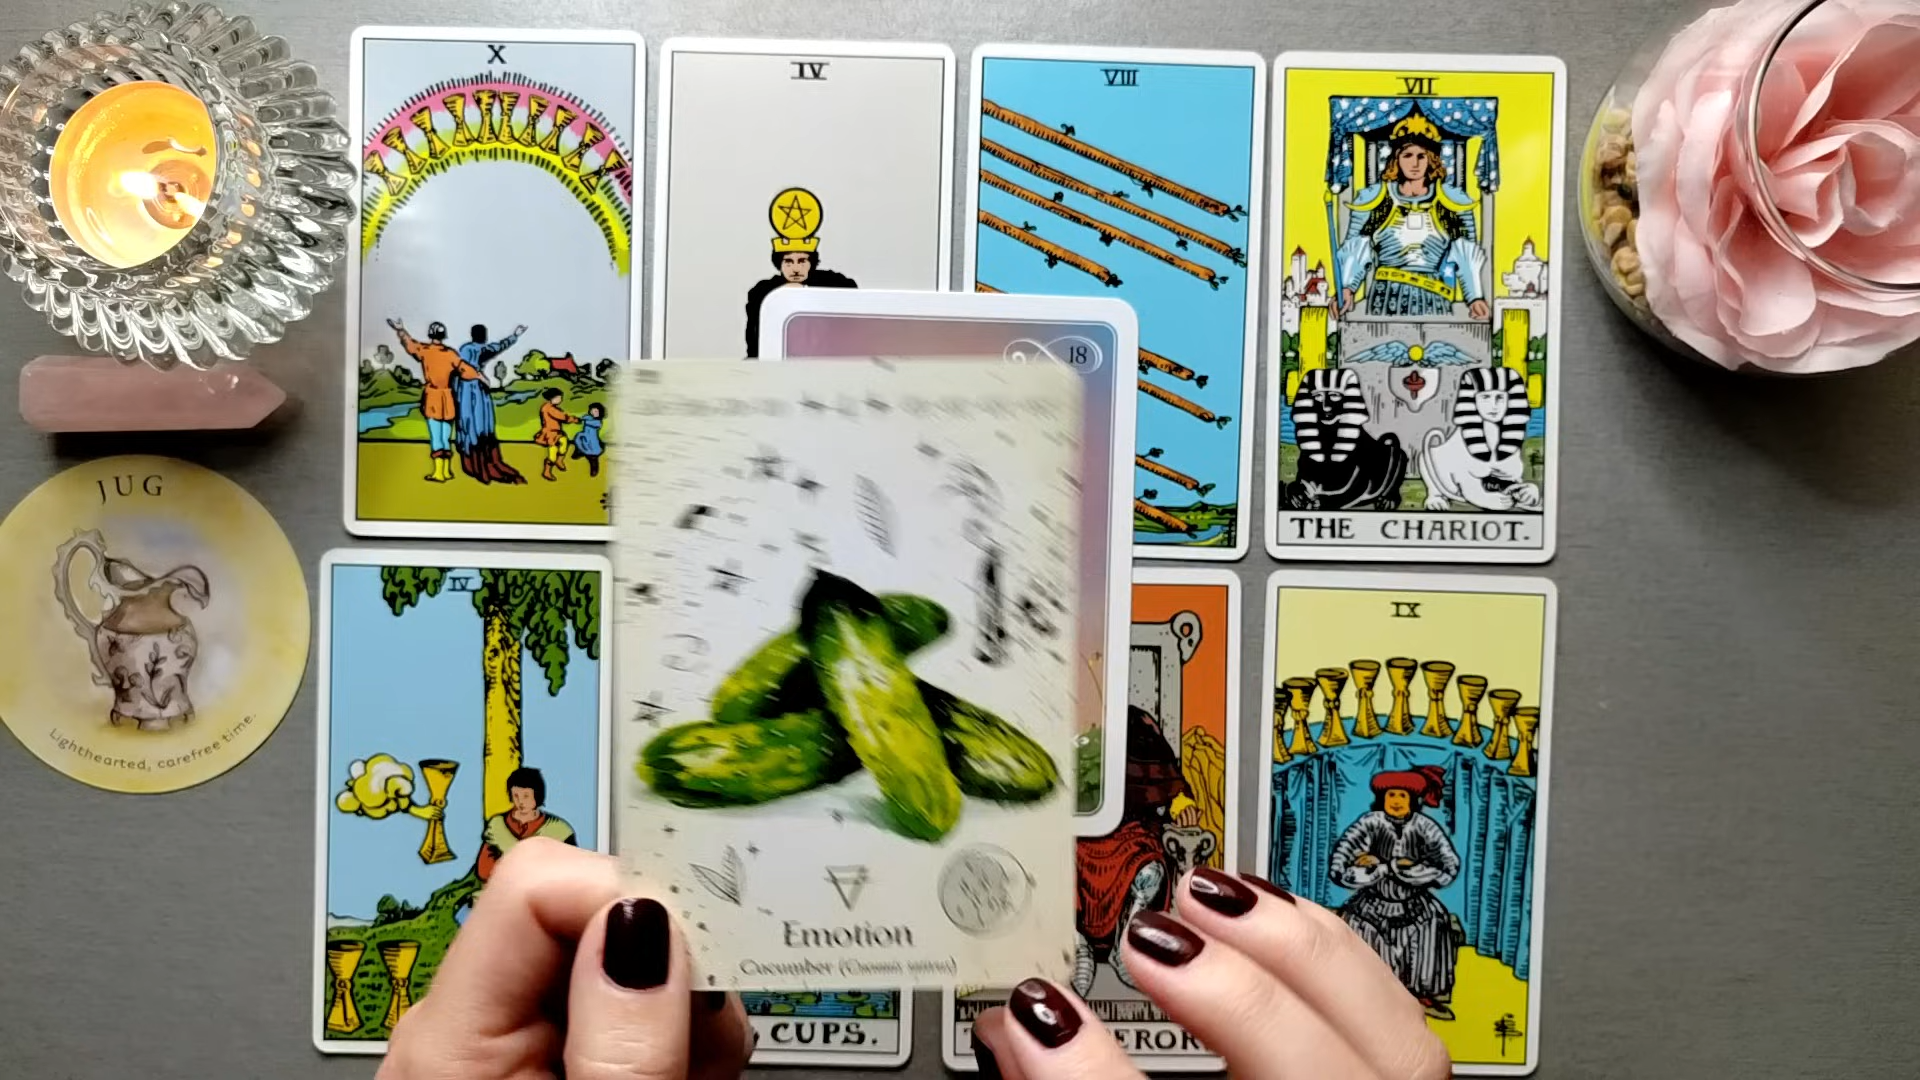 X
IV
VIII
VII
18
THE CHARIOT.
JUG
Lighthearted, carefree time.
IV
IX
Emotion
Cucumber
CUPS.
T
EROR